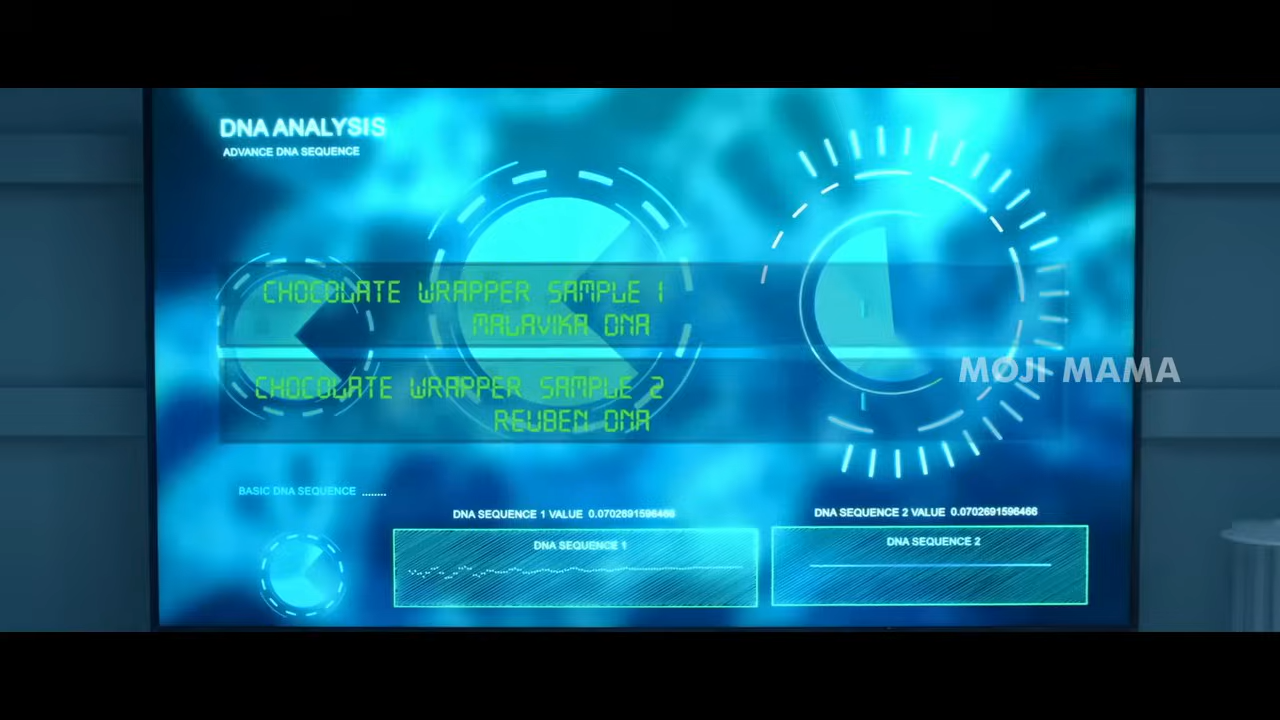 DNA ANALYSIS
ADVANCE DNA SEQUENCE
CHOCOLATE WRAPPER SAMPLE 1
MALAVIKA DNA
MOJI MAMA
CHOCOLATE WRAPPER SAMPLE 2
REUBEN DNA
BASIC DNA SEQUENCE ........
DNA SEQUENCE 1 VALUE 0.0702691596466
DNA SEQUENCE 2 VALUE 0.0702691596466
DNA SEQUENCE 1
DNA SEQUENCE 2